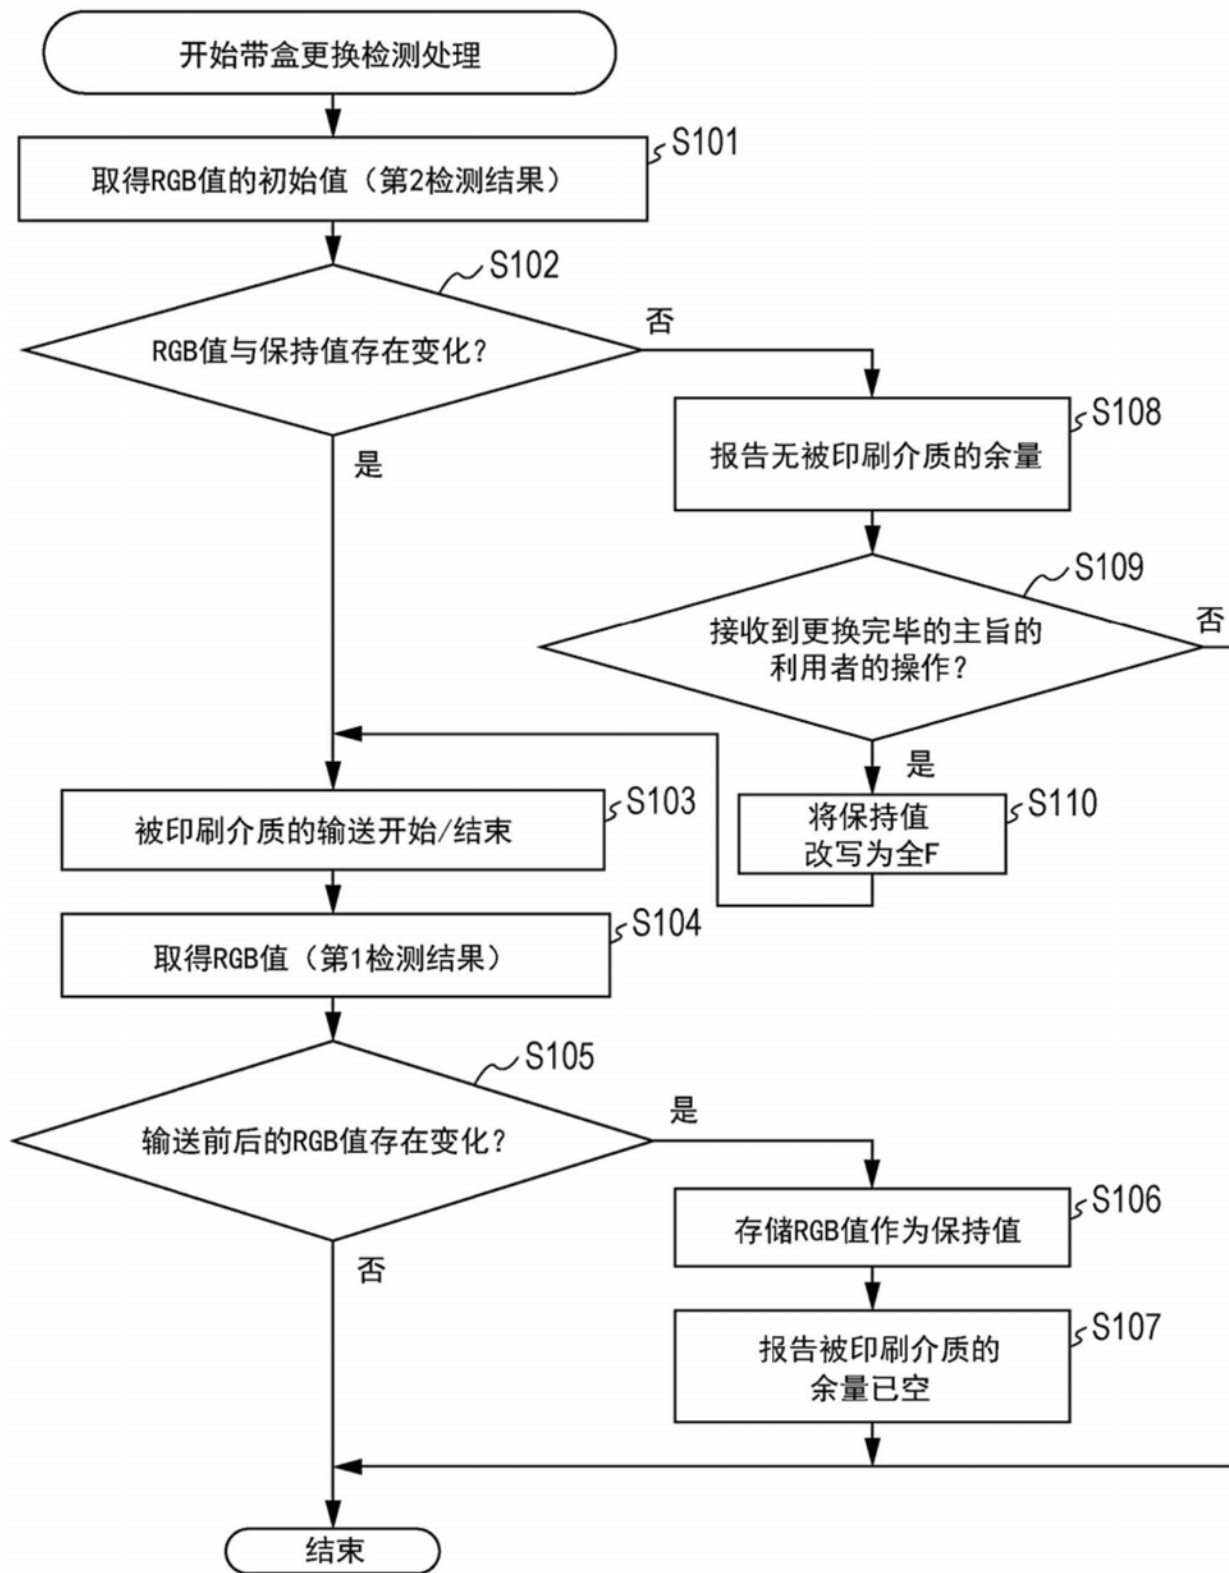 开始带盒更换检测处理
S101
取得RGB值的初始值（第2检测结果）
S102
RGB值与保持值存在变化?
否
是
S108
报告无被印刷介质的余量
S109
接收到更换完毕的主旨的
利用者的操作?
否
是
S110
将保持值
改写为全F
S103
被印刷介质的输送开始/结束
S104
取得RGB值（第1检测结果）
S105
输送前后的RGB值存在变化?
是
否
S106
存储RGB值作为保持值
S107
报告被印刷介质的
余量已空
结束